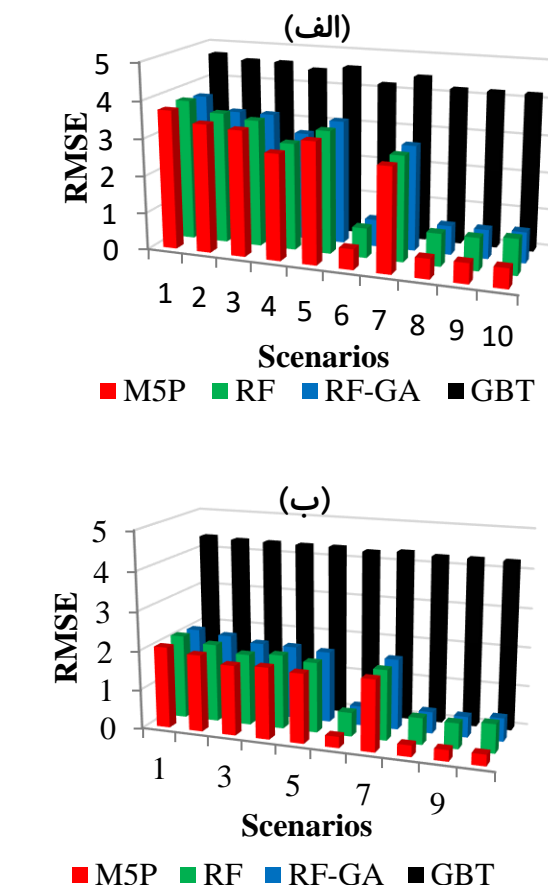 (الف)
5
4
3
2
1
0
RMSE
1 2 3 4 5 6 7 8 9 10
Scenarios
M5P RF RF-GA GBT
(ب)
5
4
3
2
1
0
RMSE
1 3 5 7 9
Scenarios
M5P RF RF-GA GBT